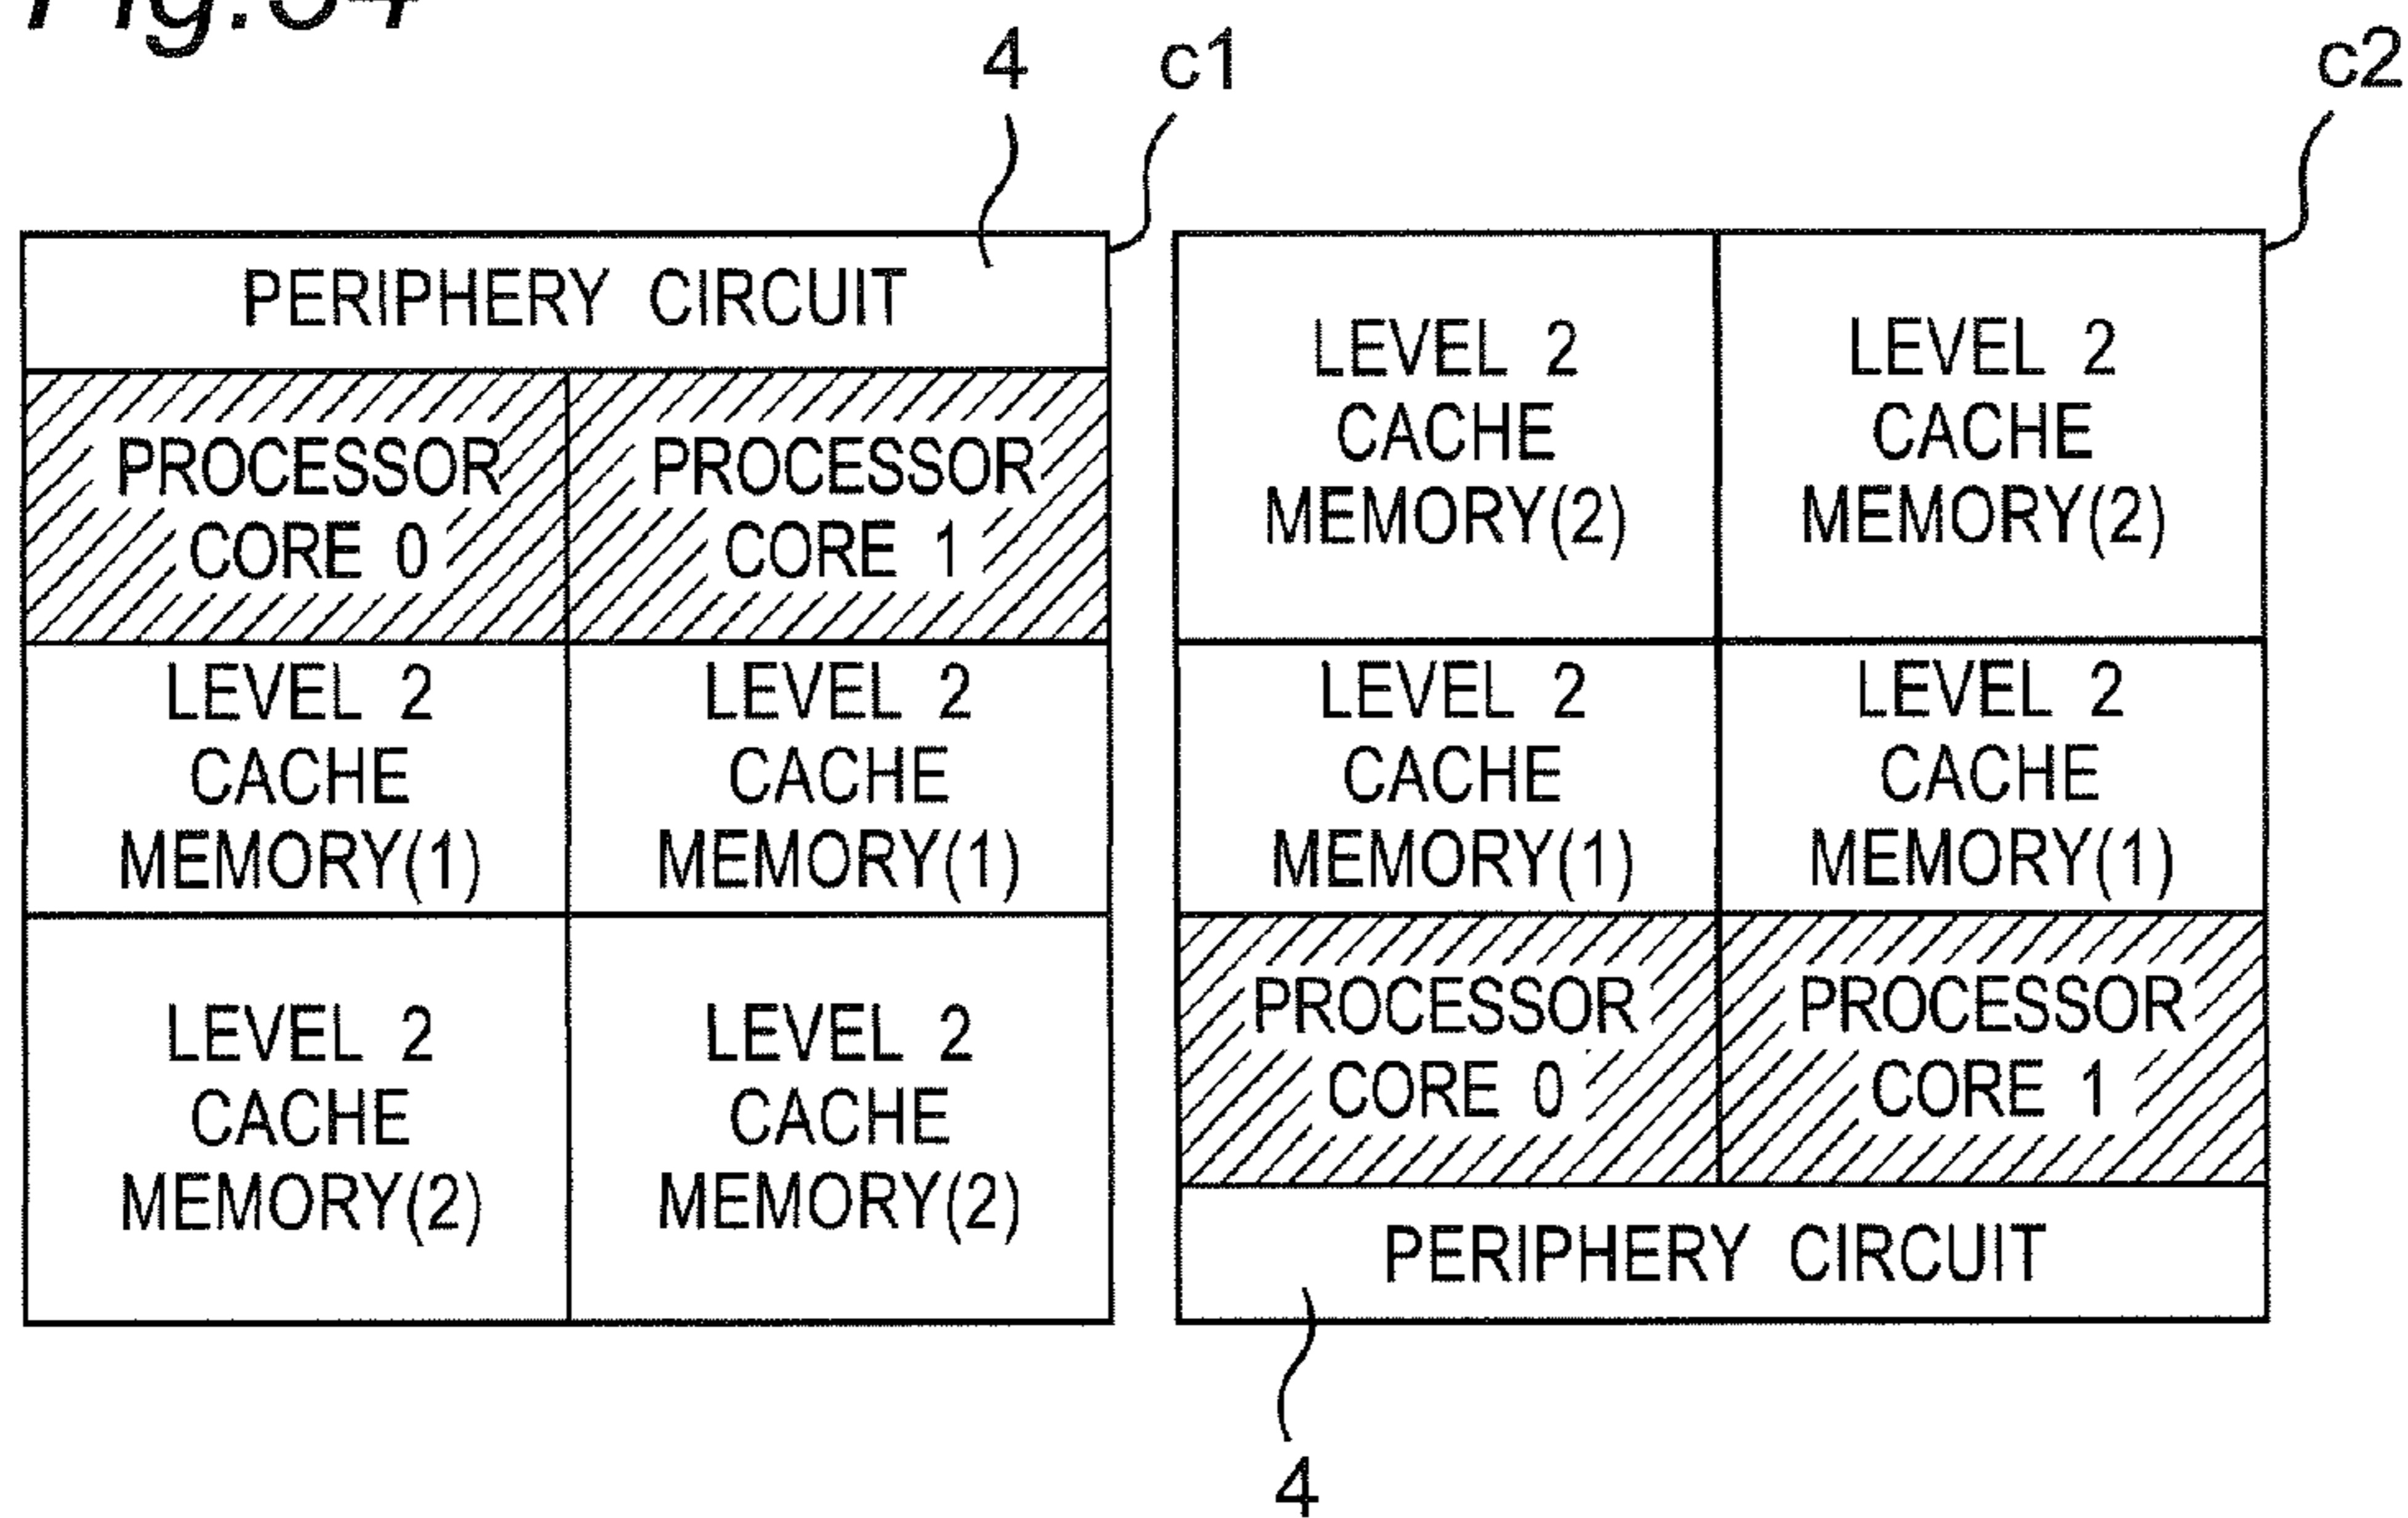 Fig.34
4
c1
c2
PERIPHERY CIRCUIT
PROCESSOR
CORE 0
PROCESSOR
CORE 1
LEVEL 2
CACHE
MEMORY(1)
LEVEL 2
CACHE
MEMORY(1)
LEVEL 2
CACHE
MEMORY(2)
LEVEL 2
CACHE
MEMORY(2)
LEVEL 2
CACHE
MEMORY(2)
LEVEL 2
CACHE
MEMORY(2)
LEVEL 2
CACHE
MEMORY(1)
LEVEL 2
CACHE
MEMORY(1)
PROCESSOR
CORE 0
PROCESSOR
CORE 1
PERIPHERY CIRCUIT
4